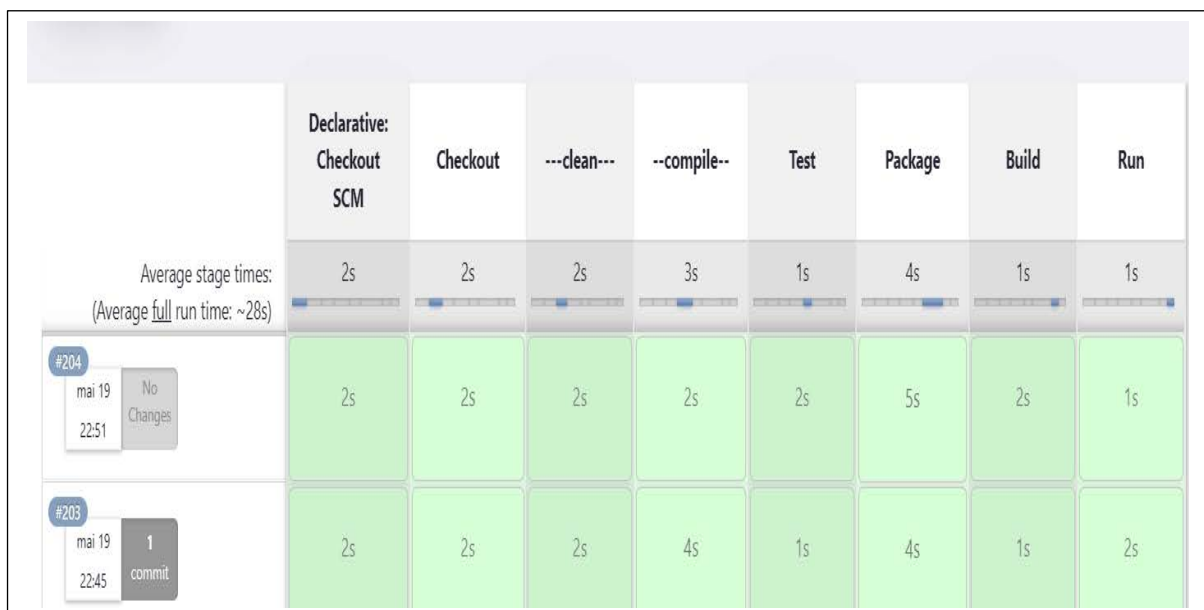 Declarative:
Checkout
SCM
Checkout
---clean---
--compile--
Test
Package
Build
Run
Average stage times:
2s 2s 2s 3s 1s 4s 1s 1s
(Average full run time: ~28s)
#204
mai 19 No
Changes
22:51
2s 2s 2s 2s 2s 5s 2s 1s
#203
mai 19 1
commit
22:45
2s 2s 2s 4s 1s 4s 1s 2s